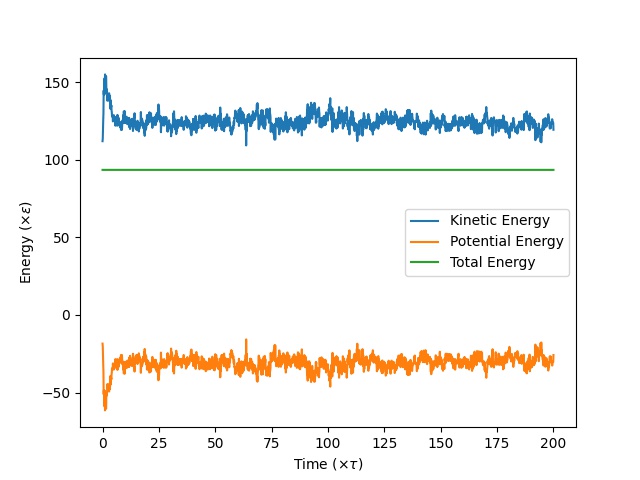 150
100
50
0
−50
Energy (×ε)
0 25 50 75 100 125 150 175 200
Time (×τ)
Kinetic Energy
Potential Energy
Total Energy